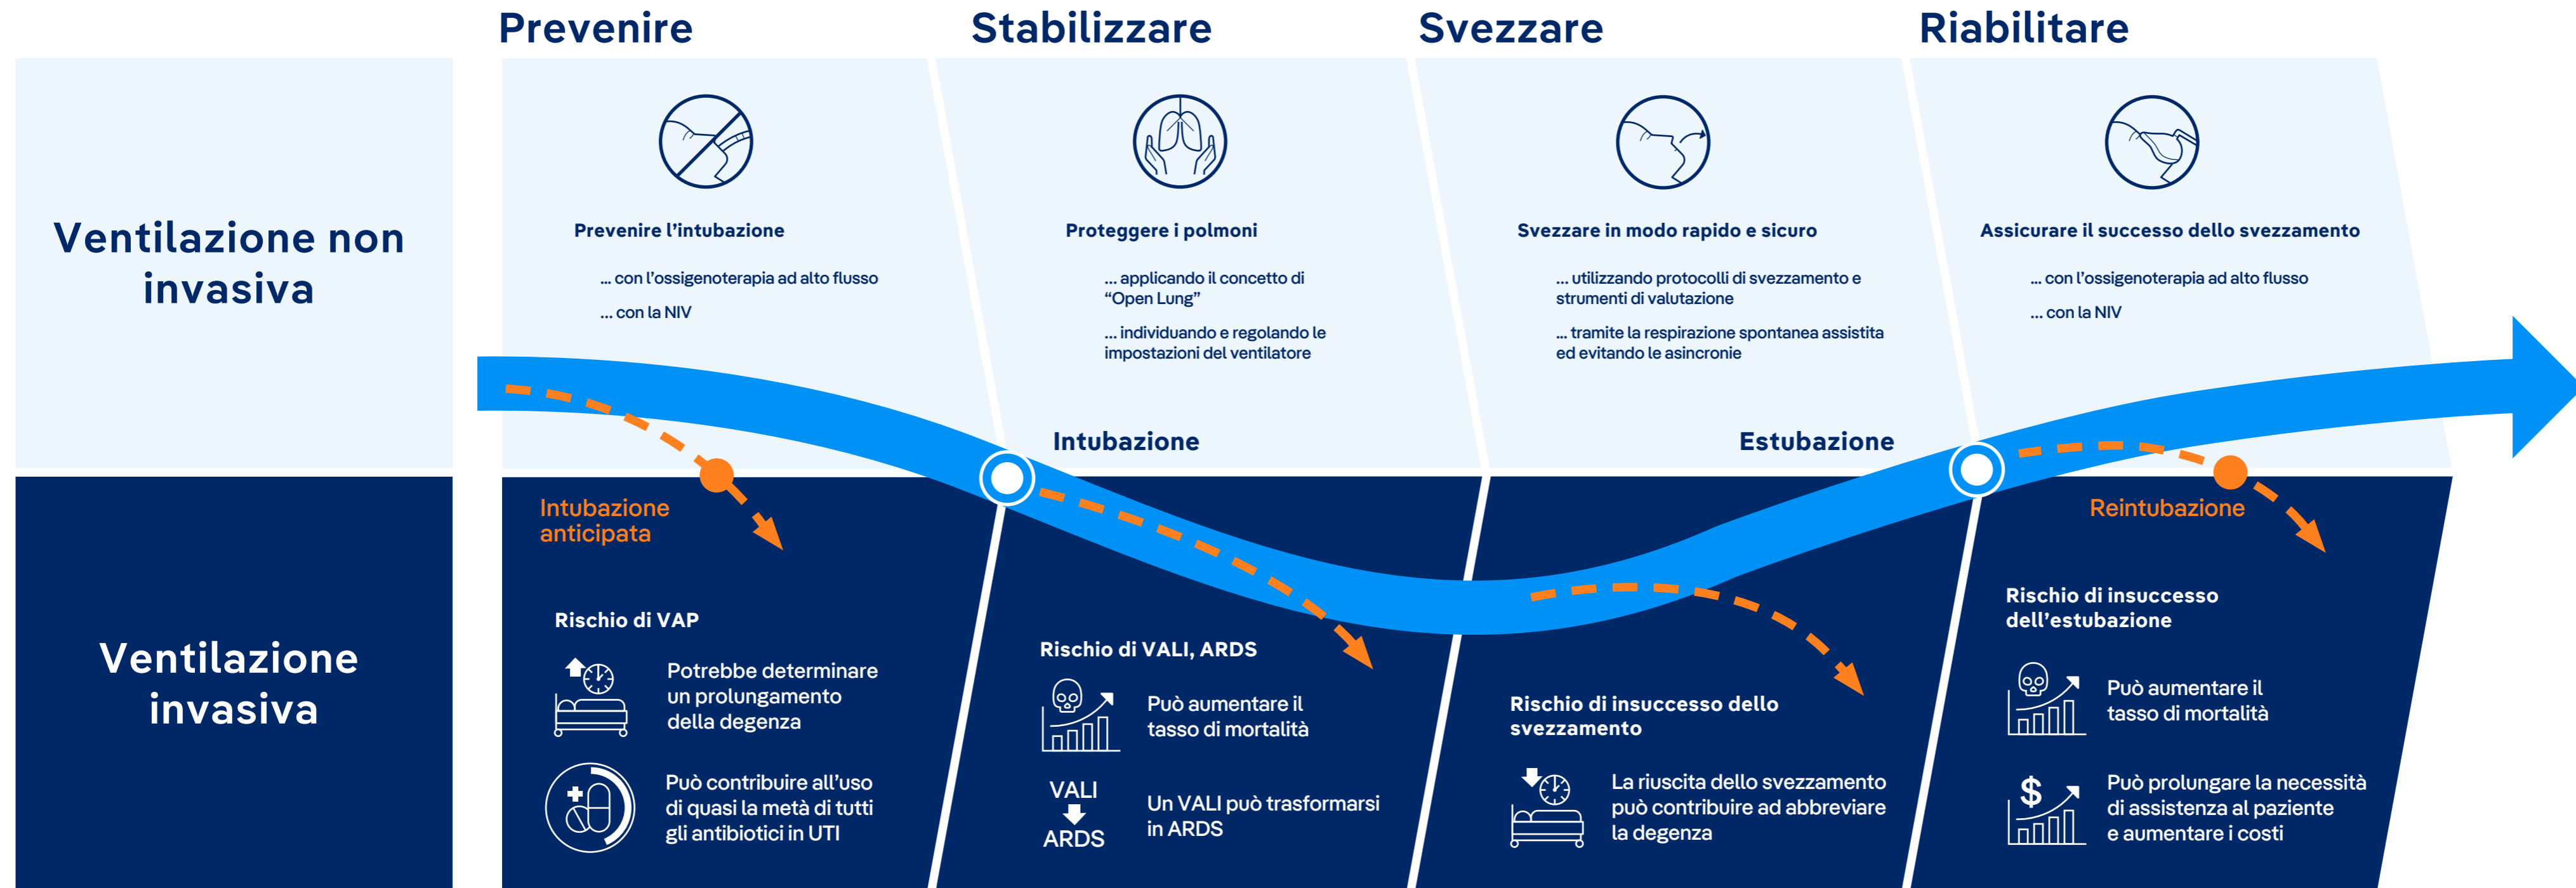 Prevenire
Stabilizzare
Svezzare
Riabilitare
Ventilazione non
invasiva
Prevenire l'intubazione
... con l'ossigenoterapia ad alto flusso
... con la NIV
Proteggere i polmoni
... applicando il concetto di
"Open Lung"
... individuando e regolando le
impostazioni del ventilatore
Svezzare in modo rapido e sicuro
... utilizzando protocolli di svezzamento e
strumenti di valutazione
... tramite la respirazione spontanea assistita
ed evitando le asincronie
Assicurare il successo dello svezzamento
... con l'ossigenoterapia ad alto flusso
... con la NIV
Intubazione
Estubazione
Ventilazione
invasiva
Intubazione
anticipata
Rischio di VAP
Potrebbe determinare
un prolungamento
della degenza
Può contribuire all'uso
di quasi la metà di tutti
gli antibiotici in UTI
Rischio di VALI, ARDS
Può aumentare il
tasso di mortalità
VALI
ARDS
Un VALI può trasformarsi
in ARDS
Rischio di insuccesso dello
svezzamento
La riuscita dello svezzamento
può contribuire ad abbreviare
la degenza
Reintubazione
Rischio di insuccesso
dell'estubazione
Può aumentare il
tasso di mortalità
$
Può prolungare la necessità
di assistenza al paziente
e aumentare i costi